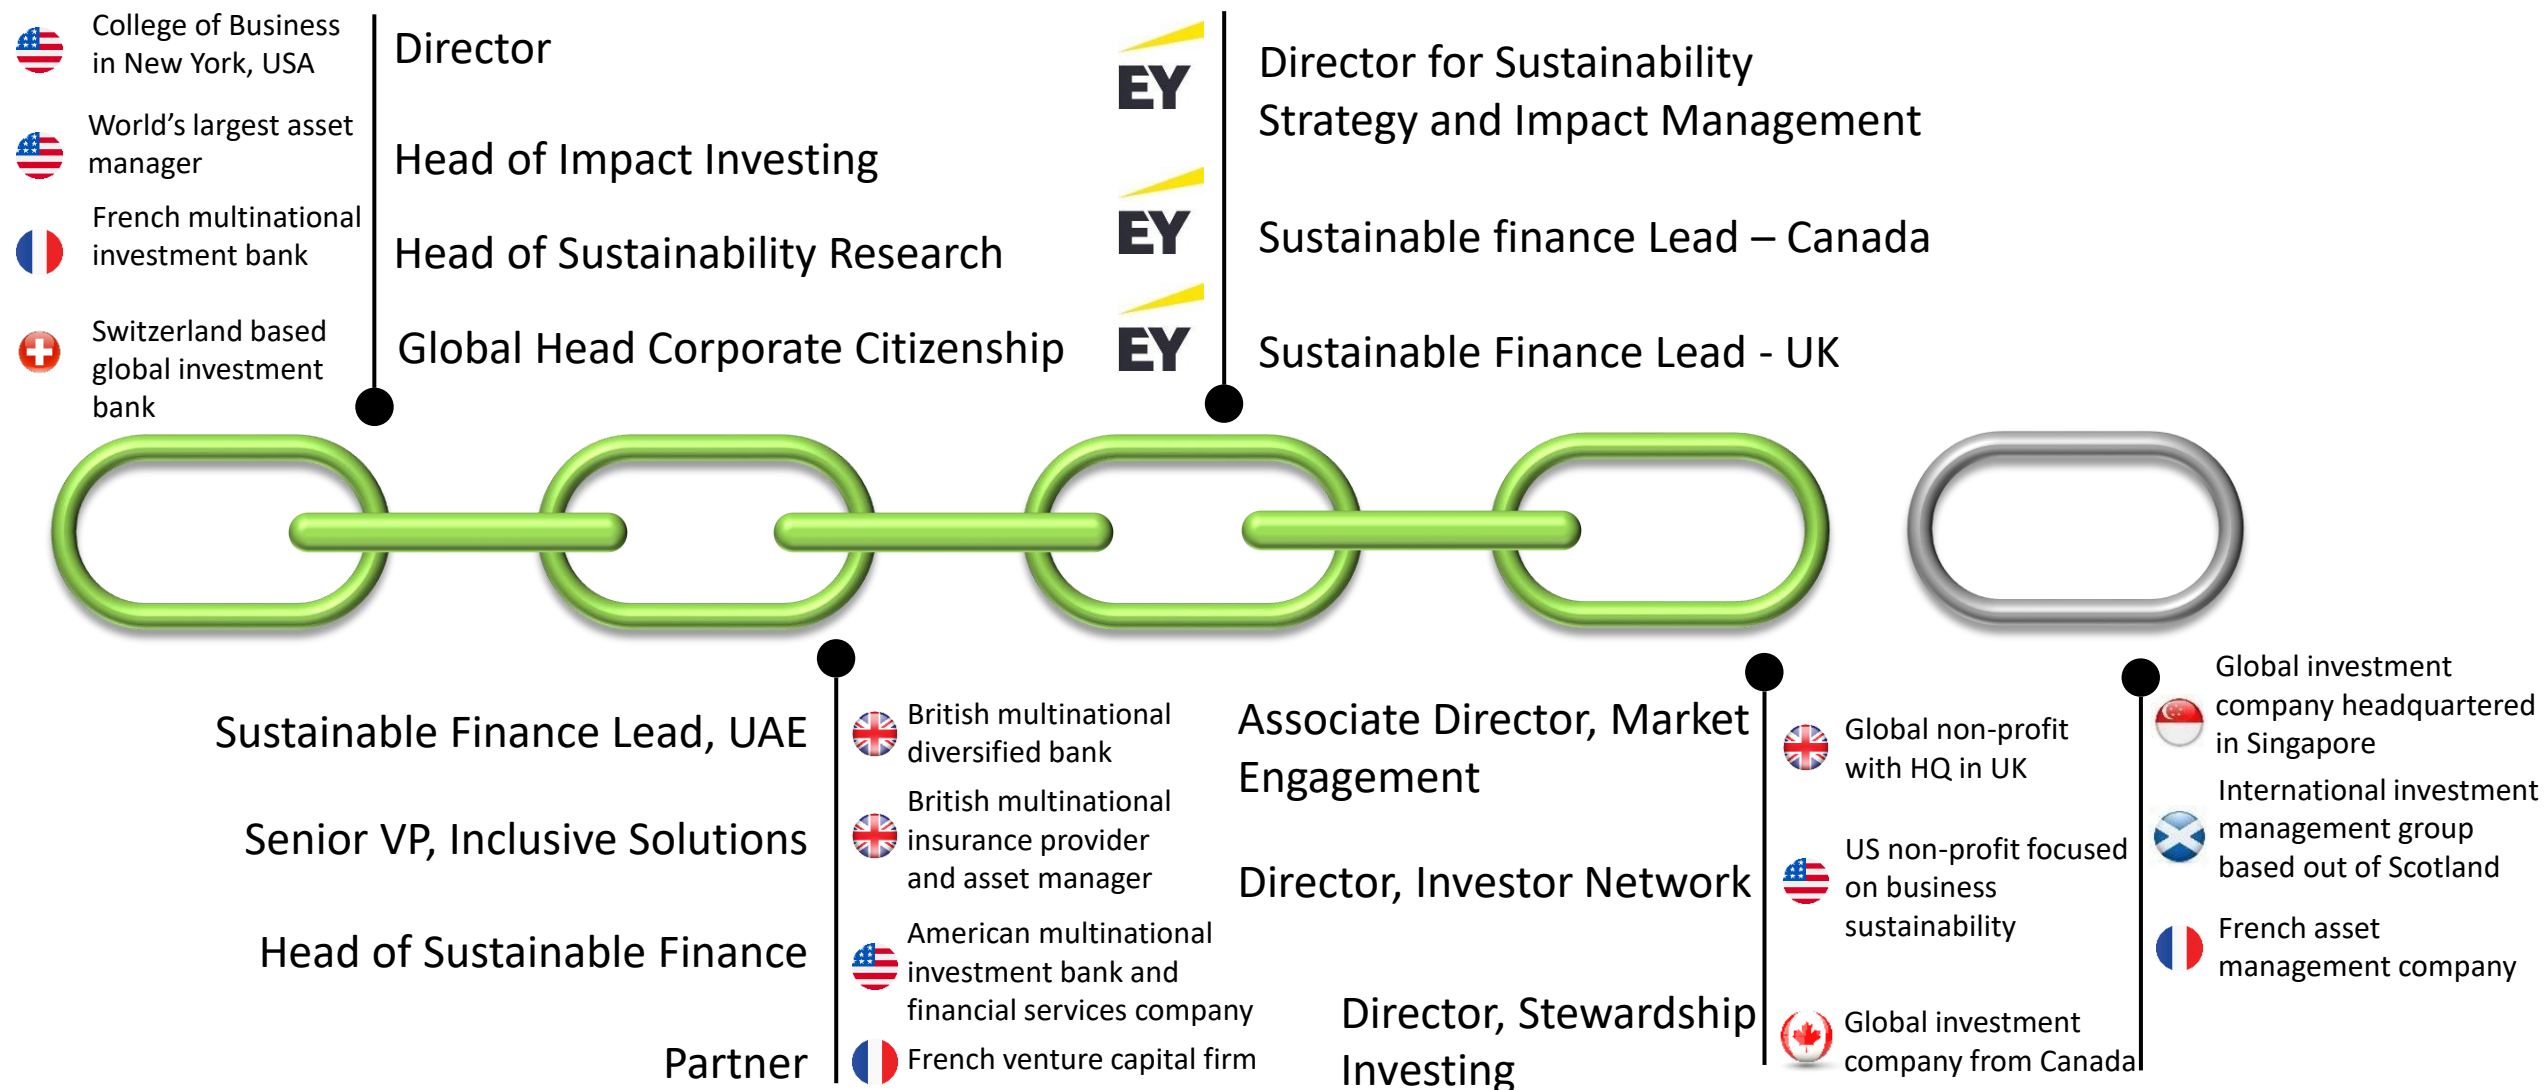 College of Business
in New York, USA
Director
World's largest asset
manager
Head of Impact Investing
French multinational
investment bank
Head of Sustainability Research
Switzerland based
global investment
bank
Global Head Corporate Citizenship
EY
Director for Sustainability
Strategy and Impact Management
EY
Sustainable finance Lead – Canada
EY
Sustainable Finance Lead - UK
Sustainable Finance Lead, UAE
British multinational
diversified bank
Senior VP, Inclusive Solutions
British multinational
insurance provider
and asset manager
Head of Sustainable Finance
American multinational
investment bank and
financial services company
Partner
French venture capital firm
Associate Director, Market
Engagement
Global non-profit
with HQ in UK
Director, Investor Network
US non-profit focused
on business
sustainability
Director, Stewardship
Investing
Global investment
company from Canada
Global investment
company headquartered
in Singapore
International investment
management group
based out of Scotland
French asset
management company